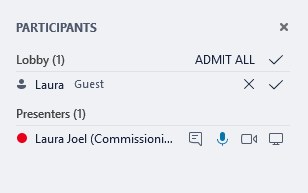 PARTICIPANTS
Lobby (1) ADMIT ALL
Laura Guest
Presenters (1)
Laura Joel (Commissioni...